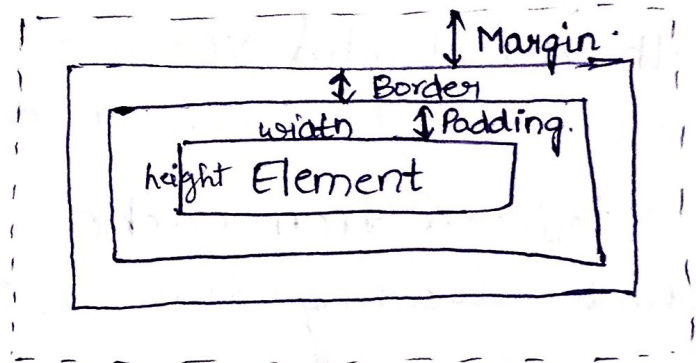 Margin.
Border
width Padding.
height Element